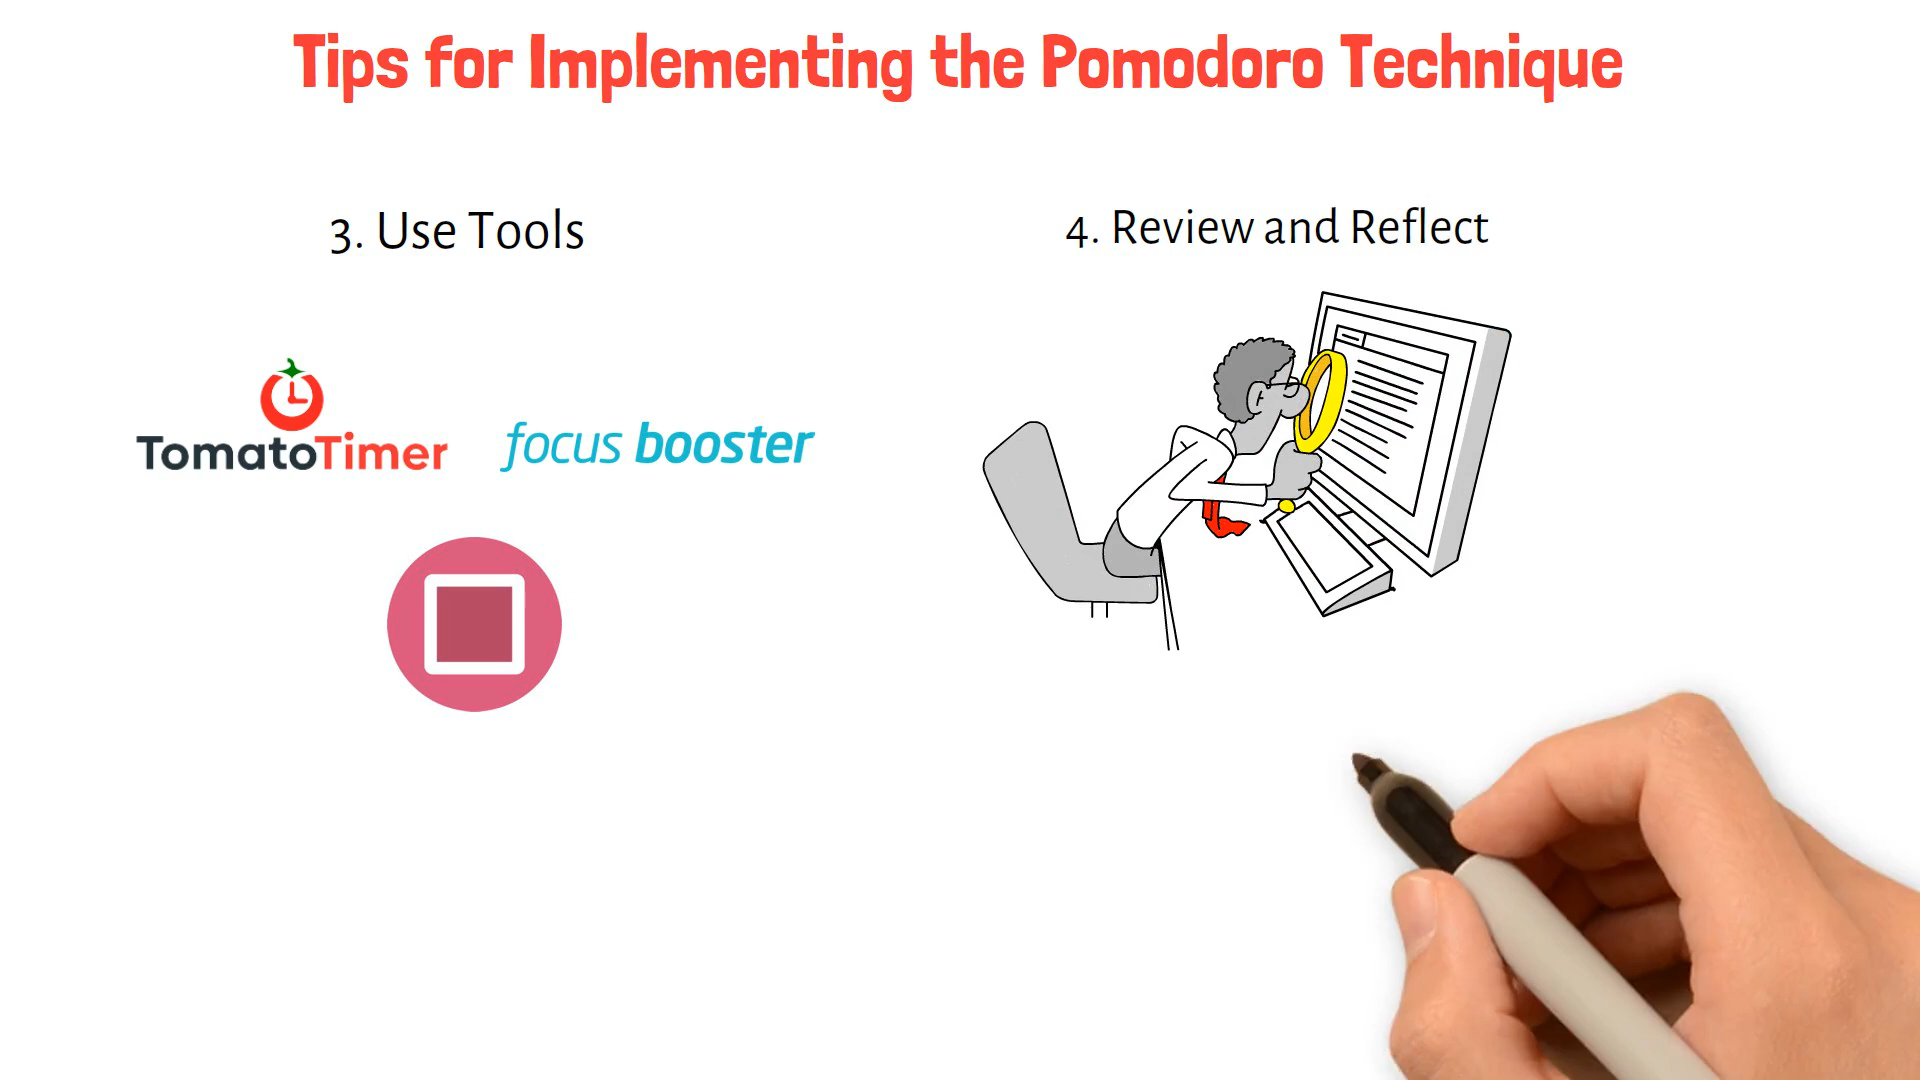 Tips for Implementing the Pomodoro Technique
3. Use Tools
4. Review and Reflect
TomatoTimer
focus booster